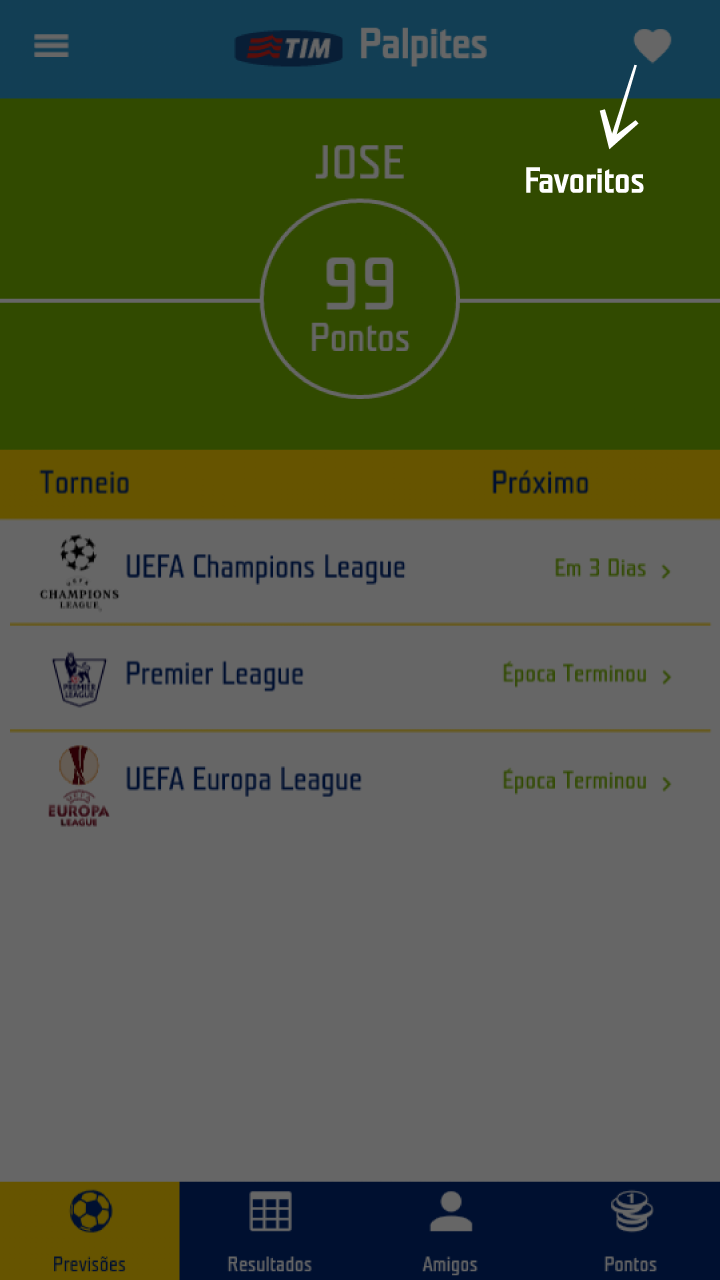 TIM Palpites
JOSE
Favoritos
99
Pontos
Torneio Próximo
UEFA
CHAMPIONS
LEAGUE
UEFA Champions League Em 3 Dias
PREMIER
LEAGUE
Premier League Época Terminou
UEFA
EUROPA
LEAGUE
UEFA Europa League Época Terminou
1
Previsões Resultados Amigos Pontos